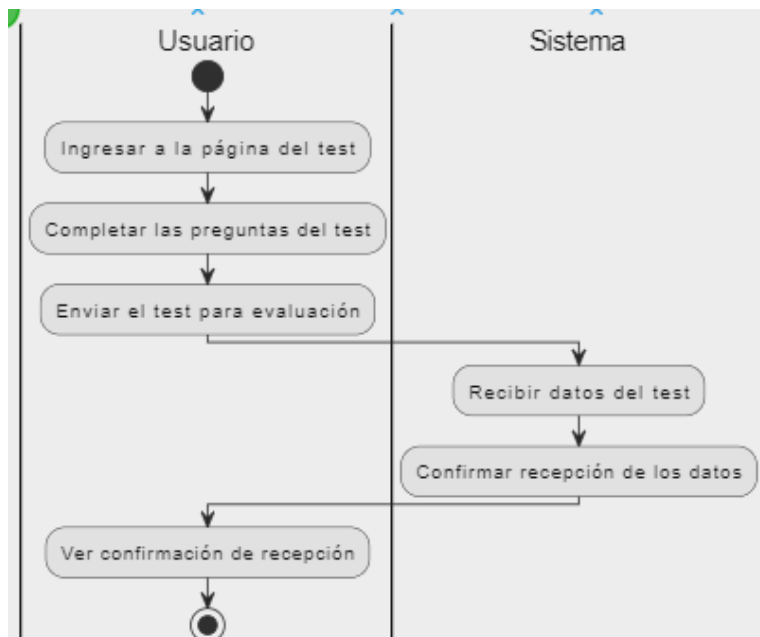 Usuario
Sistema
Ingresar a la página del test
Completar las preguntas del test
Enviar el test para evaluación
Recibir datos del test
Confirmar recepción de los datos
Ver confirmación de recepción